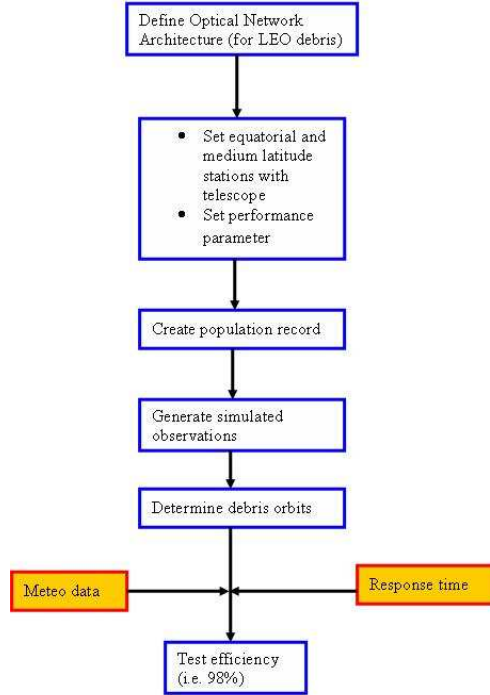 Define Optical Network
Architecture (for LEO debris)
• Set equatorial and
medium latitude
stations with
telescope
• Set performance
parameter
Create population record
Generate simulated
observations
Determine debris orbits
Meteo data
Response time
Test efficiency
(i.e. 98%)